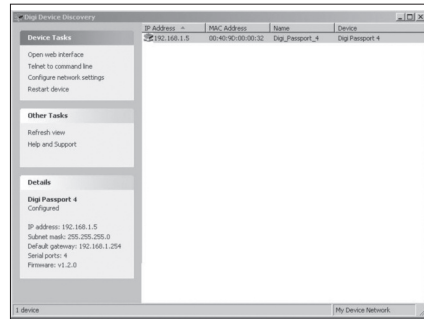 Digi Device Discovery
IP Address MAC Address Name Device
192.168.1.5 00:40:9D:00:00:32 Digi_Passport_4 Digi Passport 4
Device Tasks
Open web interface
Telnet to command line
Configure network settings
Restart device
Other Tasks
Refresh view
Help and Support
Details
Digi Passport 4
Configured
IP address: 192.168.1.5
Subnet mask: 255.255.255.0
Default gateway: 192.168.1.254
Serial ports: 4
Firmware: v1.2.0
1 device My Device Network